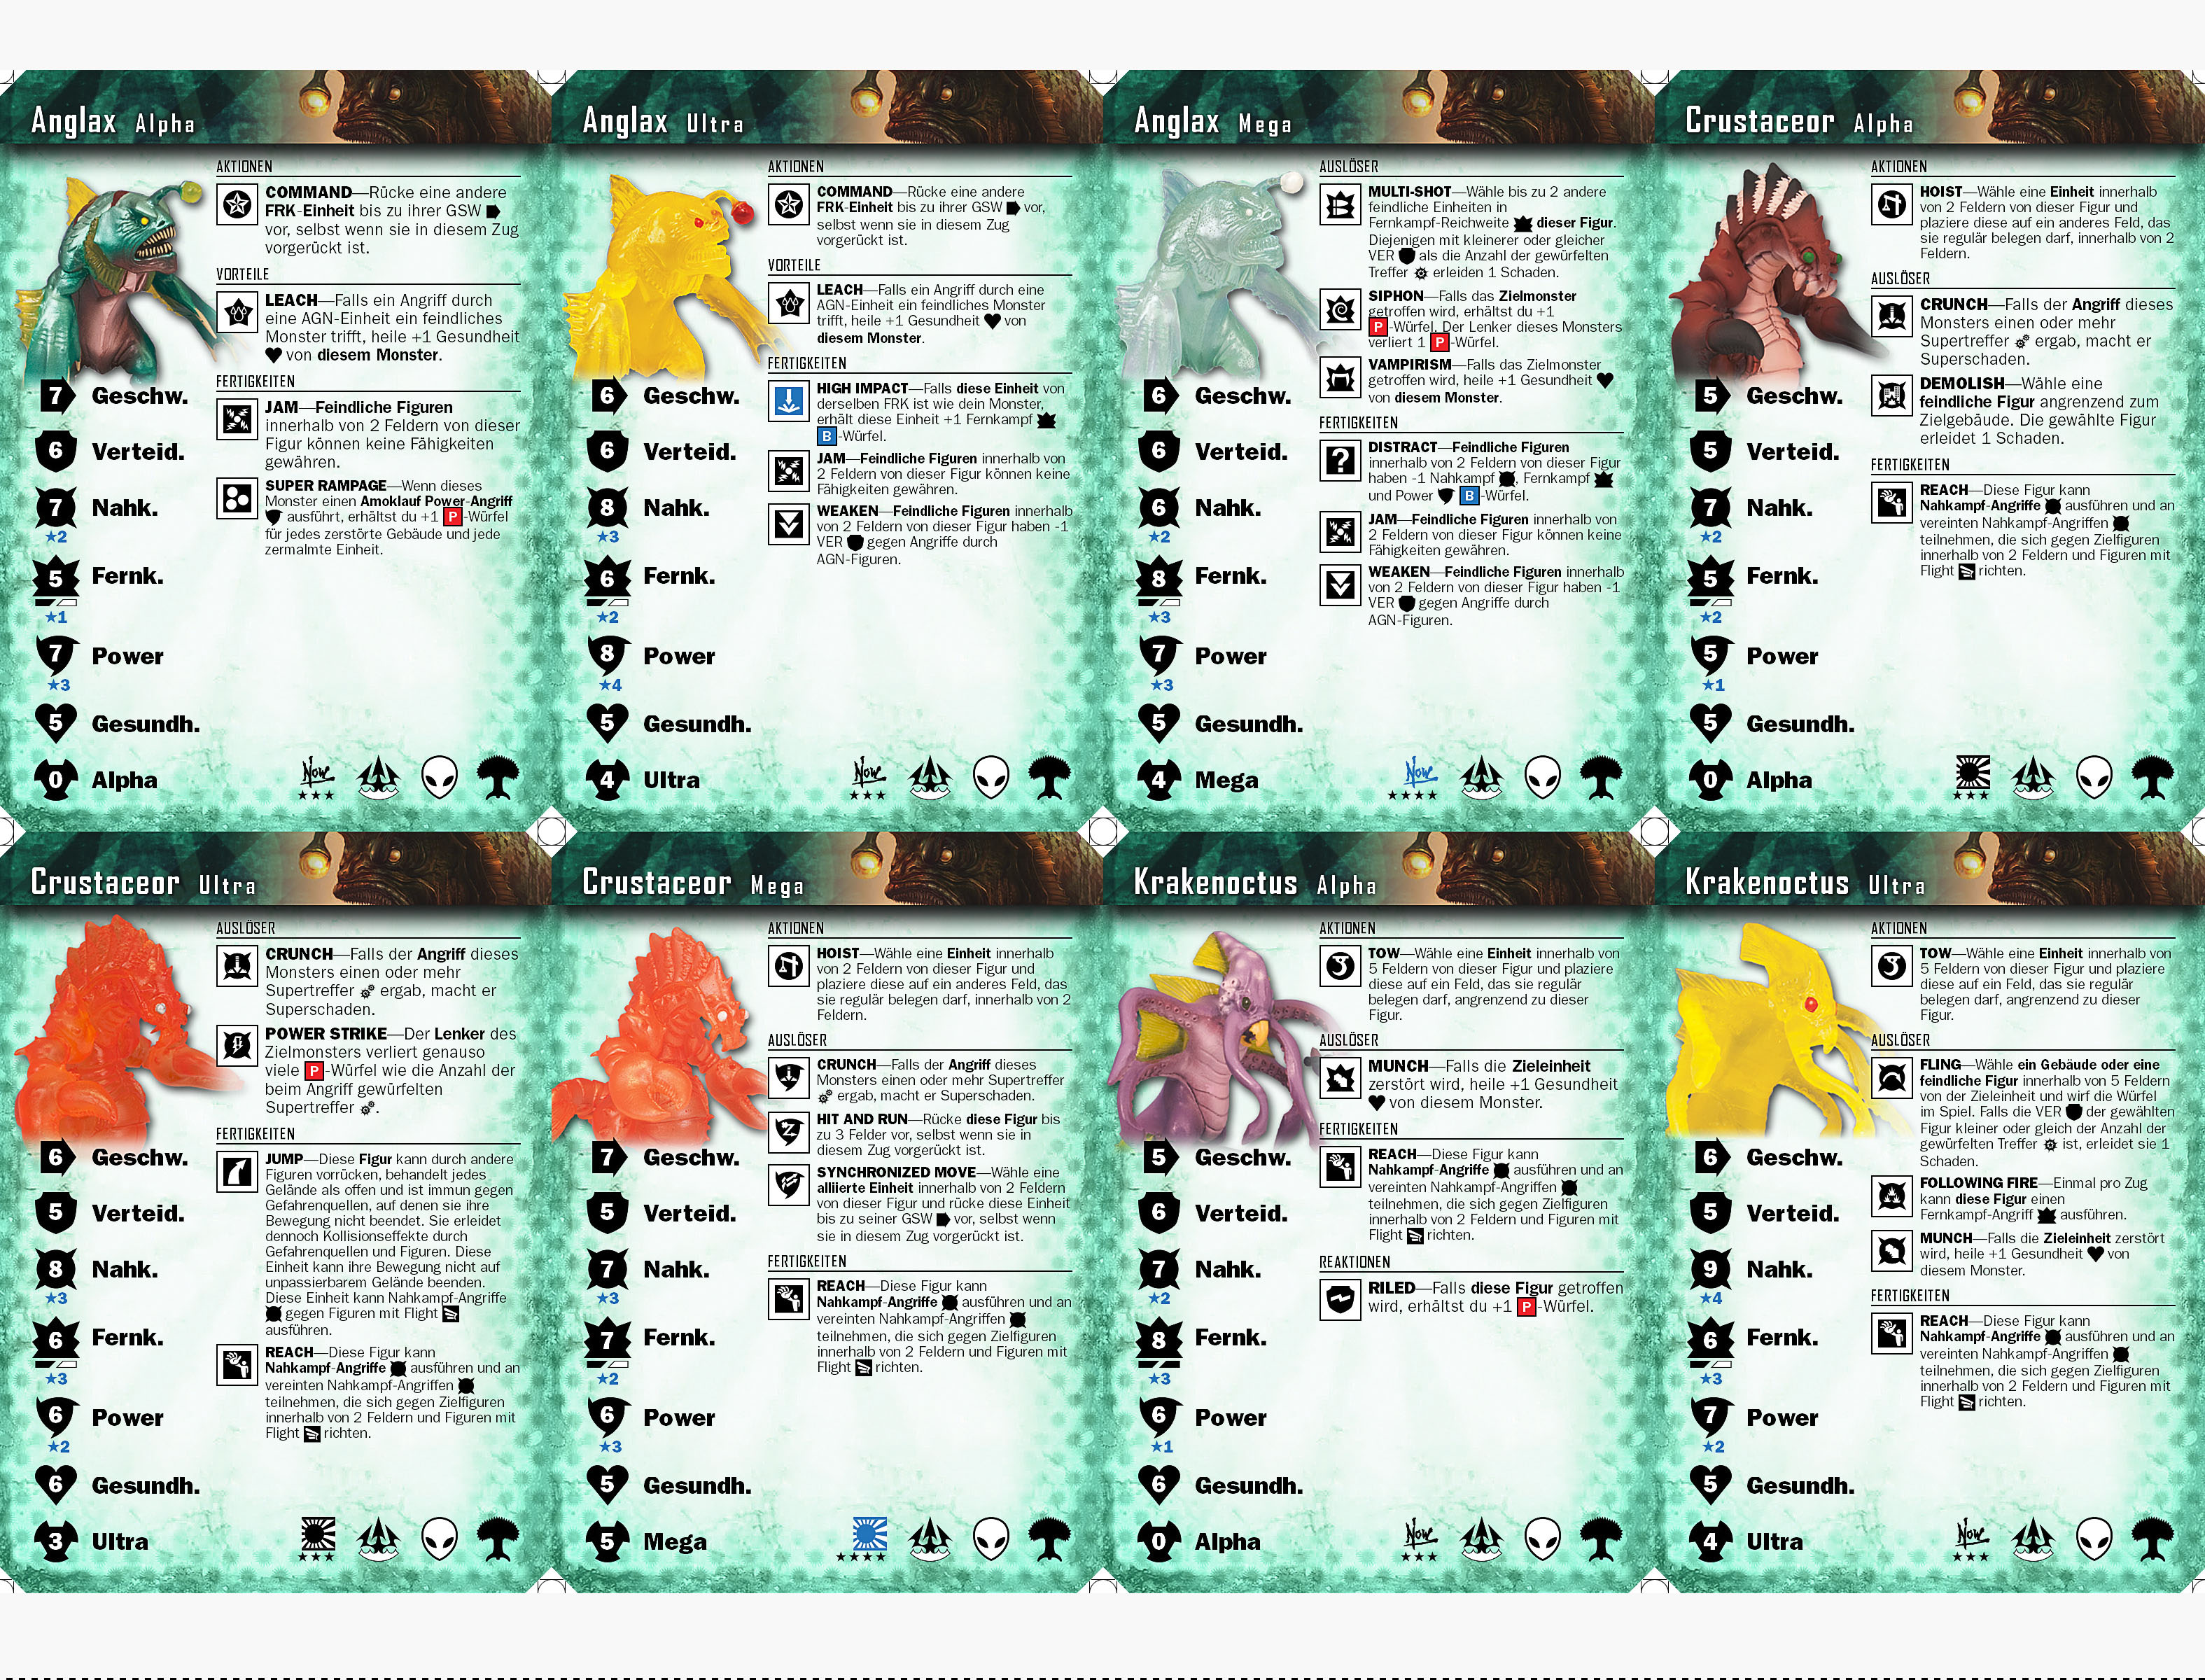 Anglax Alpha
AKTIONEN
COMMAND—Rücke eine andere
FRK-Einheit bis zu ihrer GSW
vor, selbst wenn sie in diesem Zug
vorgerückt ist.
VORTEILE
LEACH—Falls ein Angriff durch
eine AGN-Einheit ein feindliches
Monster trifft, heile +1 Gesundheit
von diesem Monster.
FERTIGKEITEN
JAM—Feindliche Figuren
innerhalb von 2 Feldern von dieser
Figur können keine Fähigkeiten
gewähren.
SUPER RAMPAGE—Wenn dieses
Monster einen Amoklauf Power-Angriff
ausführt, erhältst du +1 P-Würfel
für jedes zerstörte Gebäude und jede
zermalmte Einheit.
7 Geschw.
6 Verteid.
7 Nahk.
★2
5 Fernk.
★1
7 Power
★3
5 Gesundh.
0 Alpha
Now
★★★
Anglax Ultra
AKTIONEN
COMMAND—Rücke eine andere
FRK-Einheit bis zu ihrer GSW vor,
selbst wenn sie in diesem Zug
vorgerückt ist.
VORTEILE
LEACH—Falls ein Angriff durch eine
AGN-Einheit ein feindliches Monster
trifft, heile +1 Gesundheit von
diesem Monster.
FERTIGKEITEN
HIGH IMPACT—Falls diese Einheit von
derselben FRK ist wie dein Monster,
erhält diese Einheit +1 Fernkampf
B-Würfel.
JAM—Feindliche Figuren innerhalb von
2 Feldern von dieser Figur können keine
Fähigkeiten gewähren.
WEAKEN—Feindliche Figuren innerhalb
von 2 Feldern von dieser Figur haben -1
VER gegen Angriffe durch
AGN-Figuren.
6 Geschw.
6 Verteid.
8 Nahk.
★3
6 Fernk.
★2
8 Power
★4
5 Gesundh.
4 Ultra
Now
★★★
Anglax Mega
AUSLÖSER
MULTI-SHOT—Wähle bis zu 2 andere
feindliche Einheiten in
Fernkampf-Reichweite dieser Figur.
Diejenigen mit kleinerer oder gleicher
VER als die Anzahl der gewürfelten
Treffer erleiden 1 Schaden.
SIPHON—Falls das Zielmonster
getroffen wird, erhältst du +1
P-Würfel. Der Lenker dieses Monsters
verliert 1 P-Würfel.
VAMPIRISM—Falls das Zielmonster
getroffen wird, heile +1 Gesundheit
von diesem Monster.
FERTIGKEITEN
DISTRACT—Feindliche Figuren
innerhalb von 2 Feldern von dieser Figur
haben -1 Nahkampf, Fernkampf
und Power B-Würfel.
JAM—Feindliche Figuren innerhalb von
2 Feldern von dieser Figur können keine
Fähigkeiten gewähren.
WEAKEN—Feindliche Figuren innerhalb
von 2 Feldern von dieser Figur haben -1
VER gegen Angriffe durch
AGN-Figuren.
6 Geschw.
6 Verteid.
6 Nahk.
★2
8 Fernk.
★3
7 Power
★3
5 Gesundh.
4 Mega
Now
★★★★
Crustaceor Alpha
AKTIONEN
HOIST—Wähle eine Einheit innerhalb
von 2 Feldern von dieser Figur und
plaziere diese auf ein anderes Feld, das
sie regulär belegen darf, innerhalb von 2
Feldern.
AUSLÖSER
CRUNCH—Falls der Angriff dieses
Monsters einen oder mehr
Supertreffer ergab, macht er
Superschaden.
DEMOLISH—Wähle eine
feindliche Figur angrenzend zum
Zielgebäude. Die gewählte Figur
erleidet 1 Schaden.
FERTIGKEITEN
REACH—Diese Figur kann
Nahkampf-Angriffe ausführen und an
vereinten Nahkampf-Angriffen
teilnehmen, die sich gegen Zielfiguren
innerhalb von 2 Feldern und Figuren mit
Flight richten.
5 Geschw.
5 Verteid.
7 Nahk.
★2
5 Fernk.
★2
5 Power
★1
5 Gesundh.
0 Alpha
★★★
Crustaceor Ultra
AUSLÖSER
CRUNCH—Falls der Angriff dieses
Monsters einen oder mehr
Supertreffer ergab, macht er
Superschaden.
POWER STRIKE—Der Lenker des
Zielmonsters verliert genauso
viele P-Würfel wie die Anzahl der
beim Angriff gewürfelten
Supertreffer.
FERTIGKEITEN
JUMP—Diese Figur kann durch andere
Figuren vorrücken, behandelt jedes
Gelände als offen und ist immun gegen
Gefahrenquellen, auf denen sie ihre
Bewegung nicht beendet. Sie erleidet
dennoch Kollisionseffekte durch
Gefahrenquellen und Figuren. Diese
Einheit kann ihre Bewegung nicht auf
unpassierbarem Gelände beenden.
Diese Einheit kann Nahkampf-Angriffe
gegen Figuren mit Flight
ausführen.
REACH—Diese Figur kann
Nahkampf-Angriffe ausführen und an
vereinten Nahkampf-Angriffen
teilnehmen, die sich gegen Zielfiguren
innerhalb von 2 Feldern und Figuren mit
Flight richten.
6 Geschw.
5 Verteid.
8 Nahk.
★3
6 Fernk.
★3
6 Power
★2
6 Gesundh.
3 Ultra
★★★
Crustaceor Mega
AKTIONEN
HOIST—Wähle eine Einheit innerhalb
von 2 Feldern von dieser Figur und
plaziere diese auf ein anderes Feld, das
sie regulär belegen darf, innerhalb von 2
Feldern.
AUSLÖSER
CRUNCH—Falls der Angriff dieses
Monsters einen oder mehr Supertreffer
ergab, macht er Superschaden.
HIT AND RUN—Rücke diese Figur bis
zu 3 Felder vor, selbst wenn sie in
diesem Zug vorgerückt ist.
SYNCHRONIZED MOVE—Wähle eine
alliierte Einheit innerhalb von 2 Feldern
von dieser Figur und rücke diese Einheit
bis zu seiner GSW vor, selbst wenn
sie in diesem Zug vorgerückt ist.
FERTIGKEITEN
REACH—Diese Figur kann
Nahkampf-Angriffe ausführen und an
vereinten Nahkampf-Angriffen
teilnehmen, die sich gegen Zielfiguren
innerhalb von 2 Feldern und Figuren mit
Flight richten.
7 Geschw.
5 Verteid.
7 Nahk.
★3
7 Fernk.
★2
6 Power
★3
5 Gesundh.
5 Mega
★★★★
Krakenoctus Alpha
AKTIONEN
TOW—Wähle eine Einheit innerhalb von
5 Feldern von dieser Figur und plaziere
diese auf ein Feld, das sie regulär
belegen darf, angrenzend zu dieser
Figur.
AUSLÖSER
MUNCH—Falls die Zieleinheit
zerstört wird, heile +1 Gesundheit
von diesem Monster.
FERTIGKEITEN
REACH—Diese Figur kann
Nahkampf-Angriffe ausführen und an
vereinten Nahkampf-Angriffen
teilnehmen, die sich gegen Zielfiguren
innerhalb von 2 Feldern und Figuren mit
Flight richten.
REAKTIONEN
RILED—Falls diese Figur getroffen
wird, erhältst du +1 P-Würfel.
5 Geschw.
6 Verteid.
7 Nahk.
★2
8 Fernk.
★3
6 Power
★1
6 Gesundh.
0 Alpha
Now
★★★
Krakenoctus Ultra
AKTIONEN
TOW—Wähle eine Einheit innerhalb von
5 Feldern von dieser Figur und plaziere
diese auf ein Feld, das sie regulär
belegen darf, angrenzend zu dieser
Figur.
AUSLÖSER
FLING—Wähle ein Gebäude oder eine
feindliche Figur innerhalb von 5 Feldern
von der Zieleinheit und wirf die Würfel
im Spiel. Falls die VER der gewählten
Figur kleiner oder gleich der Anzahl der
gewürfelten Treffer ist, erleidet sie 1
Schaden.
FOLLOWING FIRE—Einmal pro Zug
kann diese Figur einen
Fernkampf-Angriff ausführen.
MUNCH—Falls die Zieleinheit zerstört
wird, heile +1 Gesundheit von
diesem Monster.
FERTIGKEITEN
REACH—Diese Figur kann
Nahkampf-Angriffe ausführen und an
vereinten Nahkampf-Angriffen
teilnehmen, die sich gegen Zielfiguren
innerhalb von 2 Feldern und Figuren mit
Flight richten.
6 Geschw.
5 Verteid.
9 Nahk.
★4
6 Fernk.
★3
7 Power
★2
5 Gesundh.
4 Ultra
Now
★★★